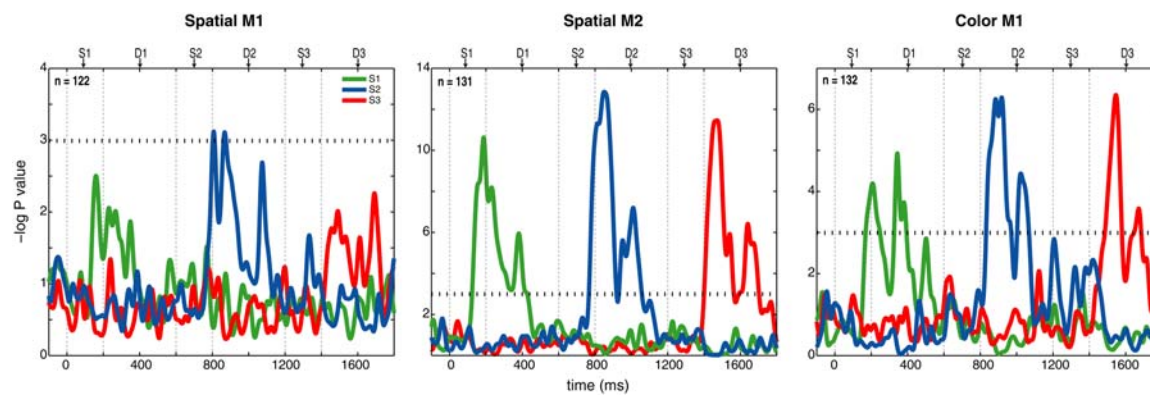 Spatial M1
Spatial M2
Color M1
S1 D1 S2 D2 S3 D3
S1 D1 S2 D2 S3 D3
S1 D1 S2 D2 S3 D3
n = 122
S1
S2
S3
4
3
2
1
0
−log P value
0 400 800 1200 1600
n = 131
14
10
6
2
0 400 800 1200 1600
time (ms)
n = 132
6
4
2
0
0 400 800 1200 1600